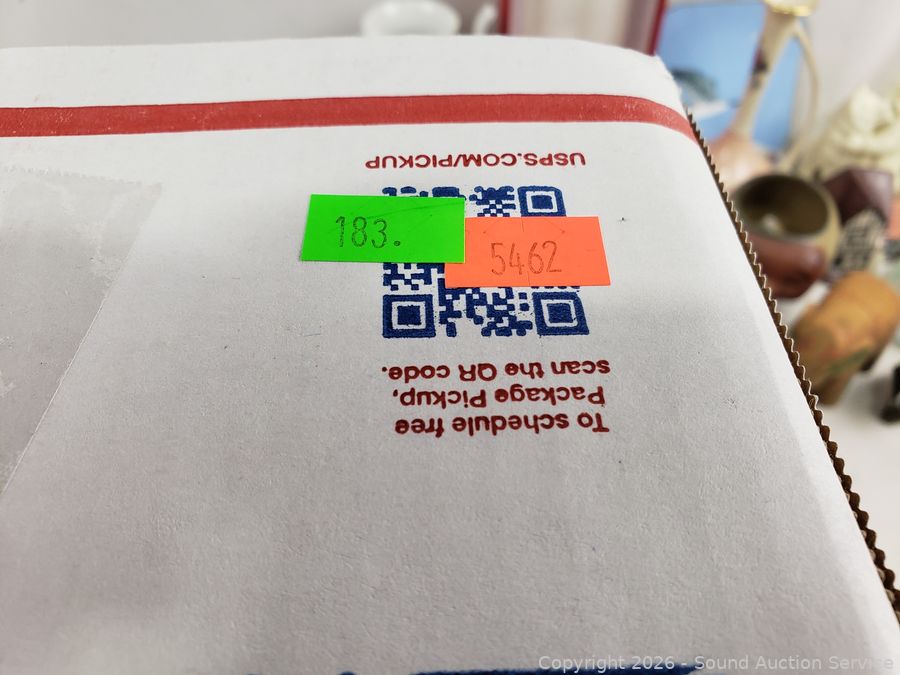 To schedule free
Package Pickup,
scan the QR code.
USPS.COM/PICKUP
183.
5462
Copyright 2026 - Sound Auction Service